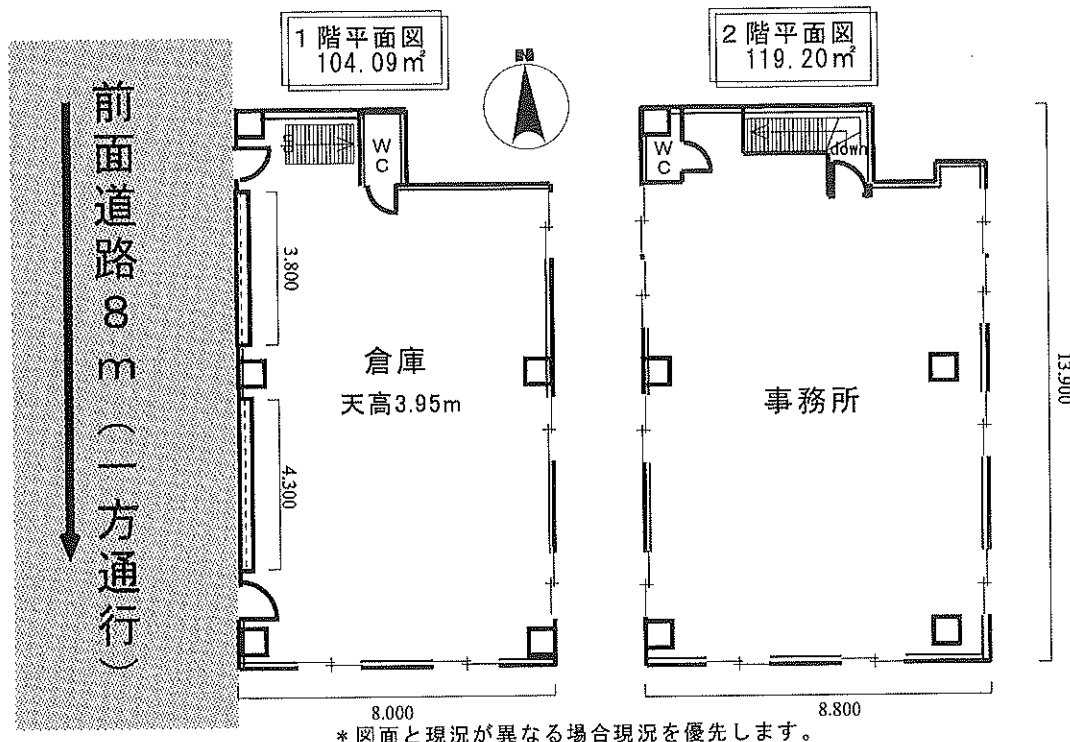 1階平面図
104.09㎡
N
2階平面図
119.20㎡
前面道路8m(一方通行)
WC
3.800
倉庫
天高3.95m
4.300
8.000
WC
down
事務所
13.900
8.800
*図面と現況が異なる場合現況を優先します。